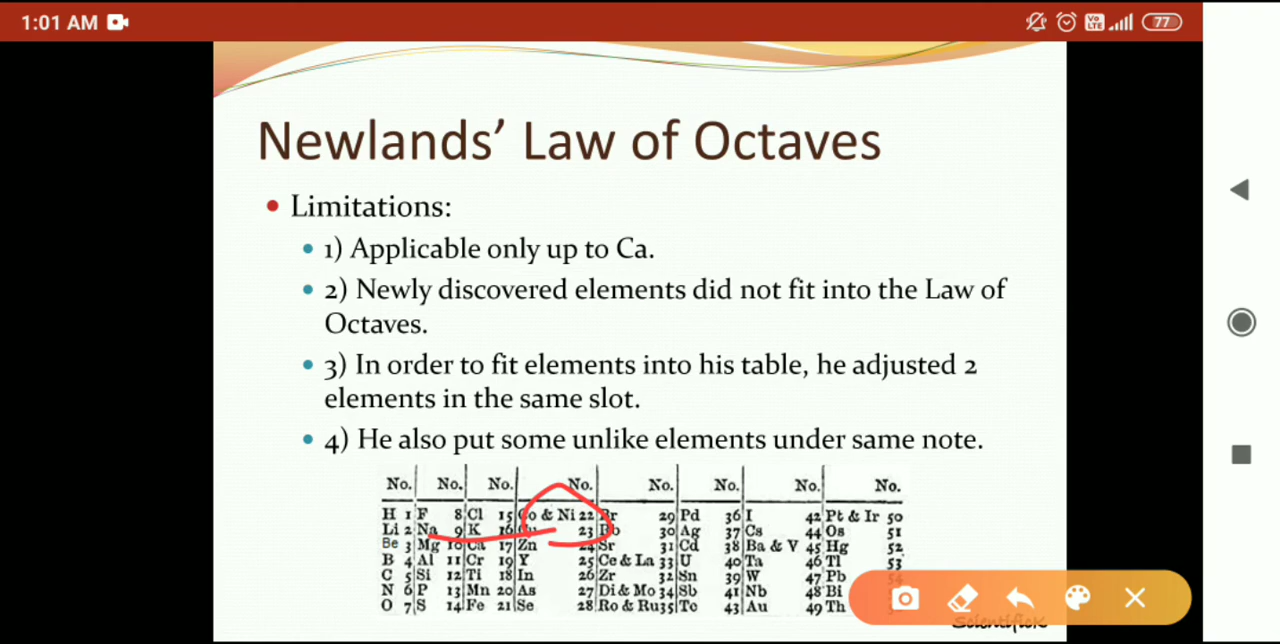 1:01 AM
VO LTE
77
Newlands' Law of Octaves
Limitations:
1) Applicable only up to Ca.
2) Newly discovered elements did not fit into the Law of
Octaves.
3) In order to fit elements into his table, he adjusted 2
elements in the same slot.
4) He also put some unlike elements under same note.
No. No. No. No. No. No. No. No.
H 1 F 8 Cl 15 Co & Ni 22 Br 29 Pd 36 I 42 Pt & Ir 50
Li 2 Na 9 K 16 Cu 23 Rb 30 Ag 37 Cs 44 Os 51
Be 3 Mg 10 Ca 17 Zn 24 Sr 31 Cd 38 Ba & V 45 Hg 52
B 4 Al 11 Cr 19 Y 25 Ce & La 33 U 40 Ta 46 Tl 53
C 5 Si 12 Ti 18 In 26 Zr 32 Sn 39 W 47 Pb 54
N 6 P 13 Mn 20 As 27 Di & Mo 34 Sb 41 Nb 48 Bi
O 7 S 14 Fe 21 Se 28 Ro & Ru 35 Te 43 Au 49 Th
ScientificK